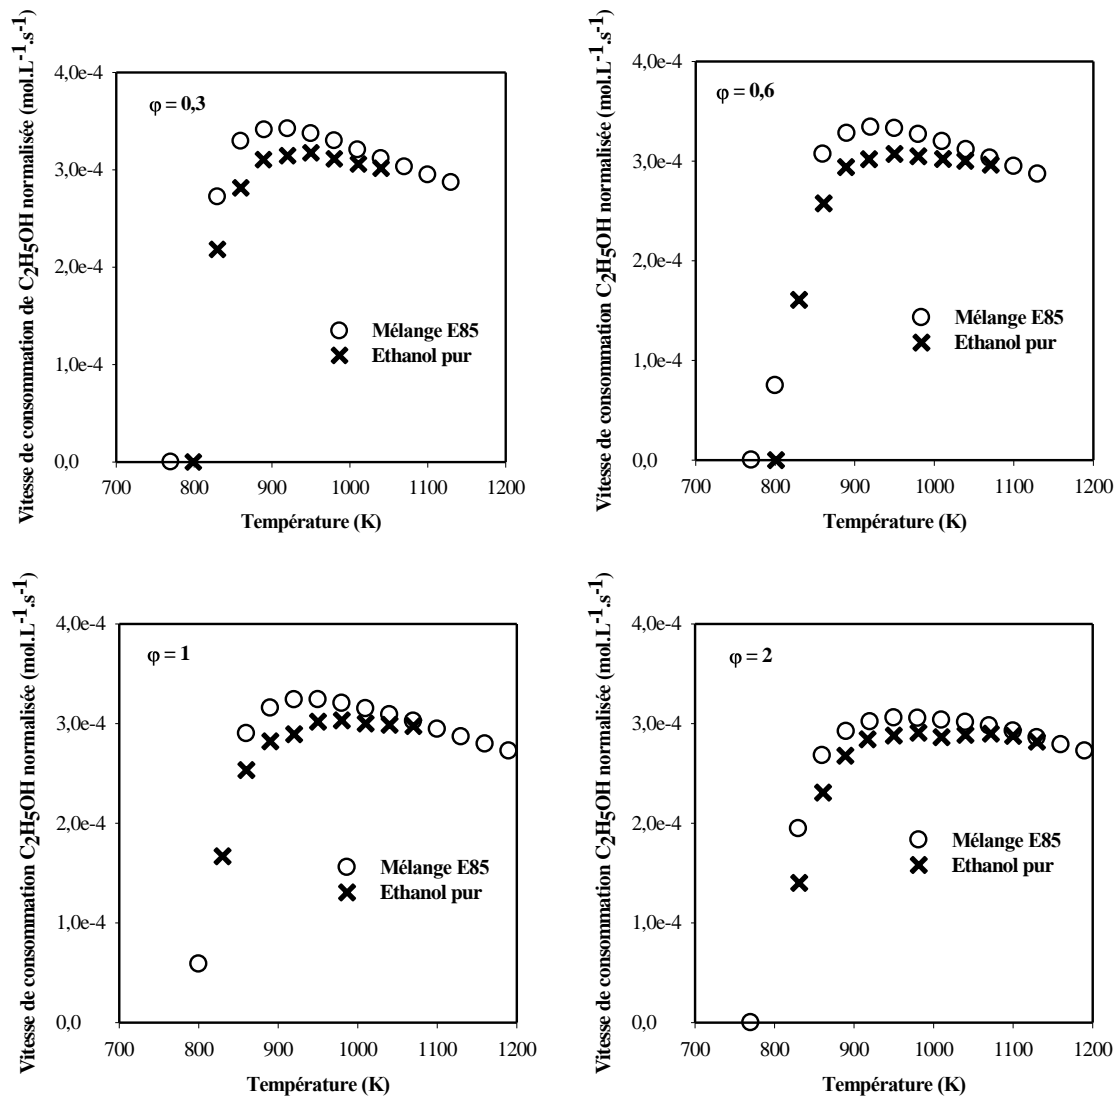 Vitesse de consommation de C2H5OH normalisée (mol.L-1.s-1)
4,0e-4
3,0e-4
2,0e-4
1,0e-4
0,0
φ = 0,3
Mélange E85
Ethanol pur
700 800 900 1000 1100 1200
Température (K)
Vitesse de consommation C2H5OH normalisée (mol.L-1.s-1)
4,0e-4
3,0e-4
2,0e-4
1,0e-4
0,0
φ = 0,6
Mélange E85
Ethanol pur
700 800 900 1000 1100 1200
Température (K)
Vitesse de consommation C2H5OH normalisée (mol.L-1.s-1)
4,0e-4
3,0e-4
2,0e-4
1,0e-4
0,0
φ = 1
Mélange E85
Ethanol pur
700 800 900 1000 1100 1200
Température (K)
Vitesse de consommation C2H5OH normalisée (mol.L-1.s-1)
4,0e-4
3,0e-4
2,0e-4
1,0e-4
0,0
φ = 2
Mélange E85
Ethanol pur
700 800 900 1000 1100 1200
Température (K)